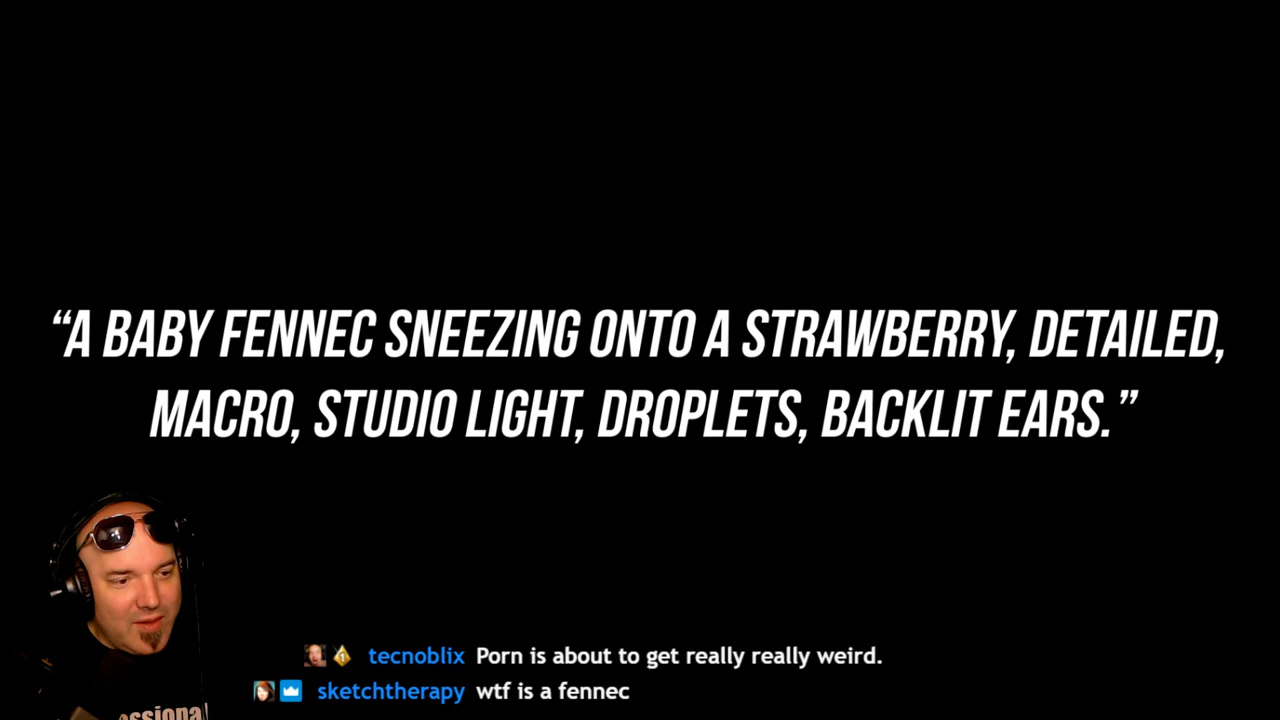 “A BABY FENNEC SNEEZING ONTO A STRAWBERRY, DETAILED,
MACRO, STUDIO LIGHT, DROPLETS, BACKLIT EARS.”
tecnoblix Porn is about to get really really weird.
sketchtherapy wtf is a fennec